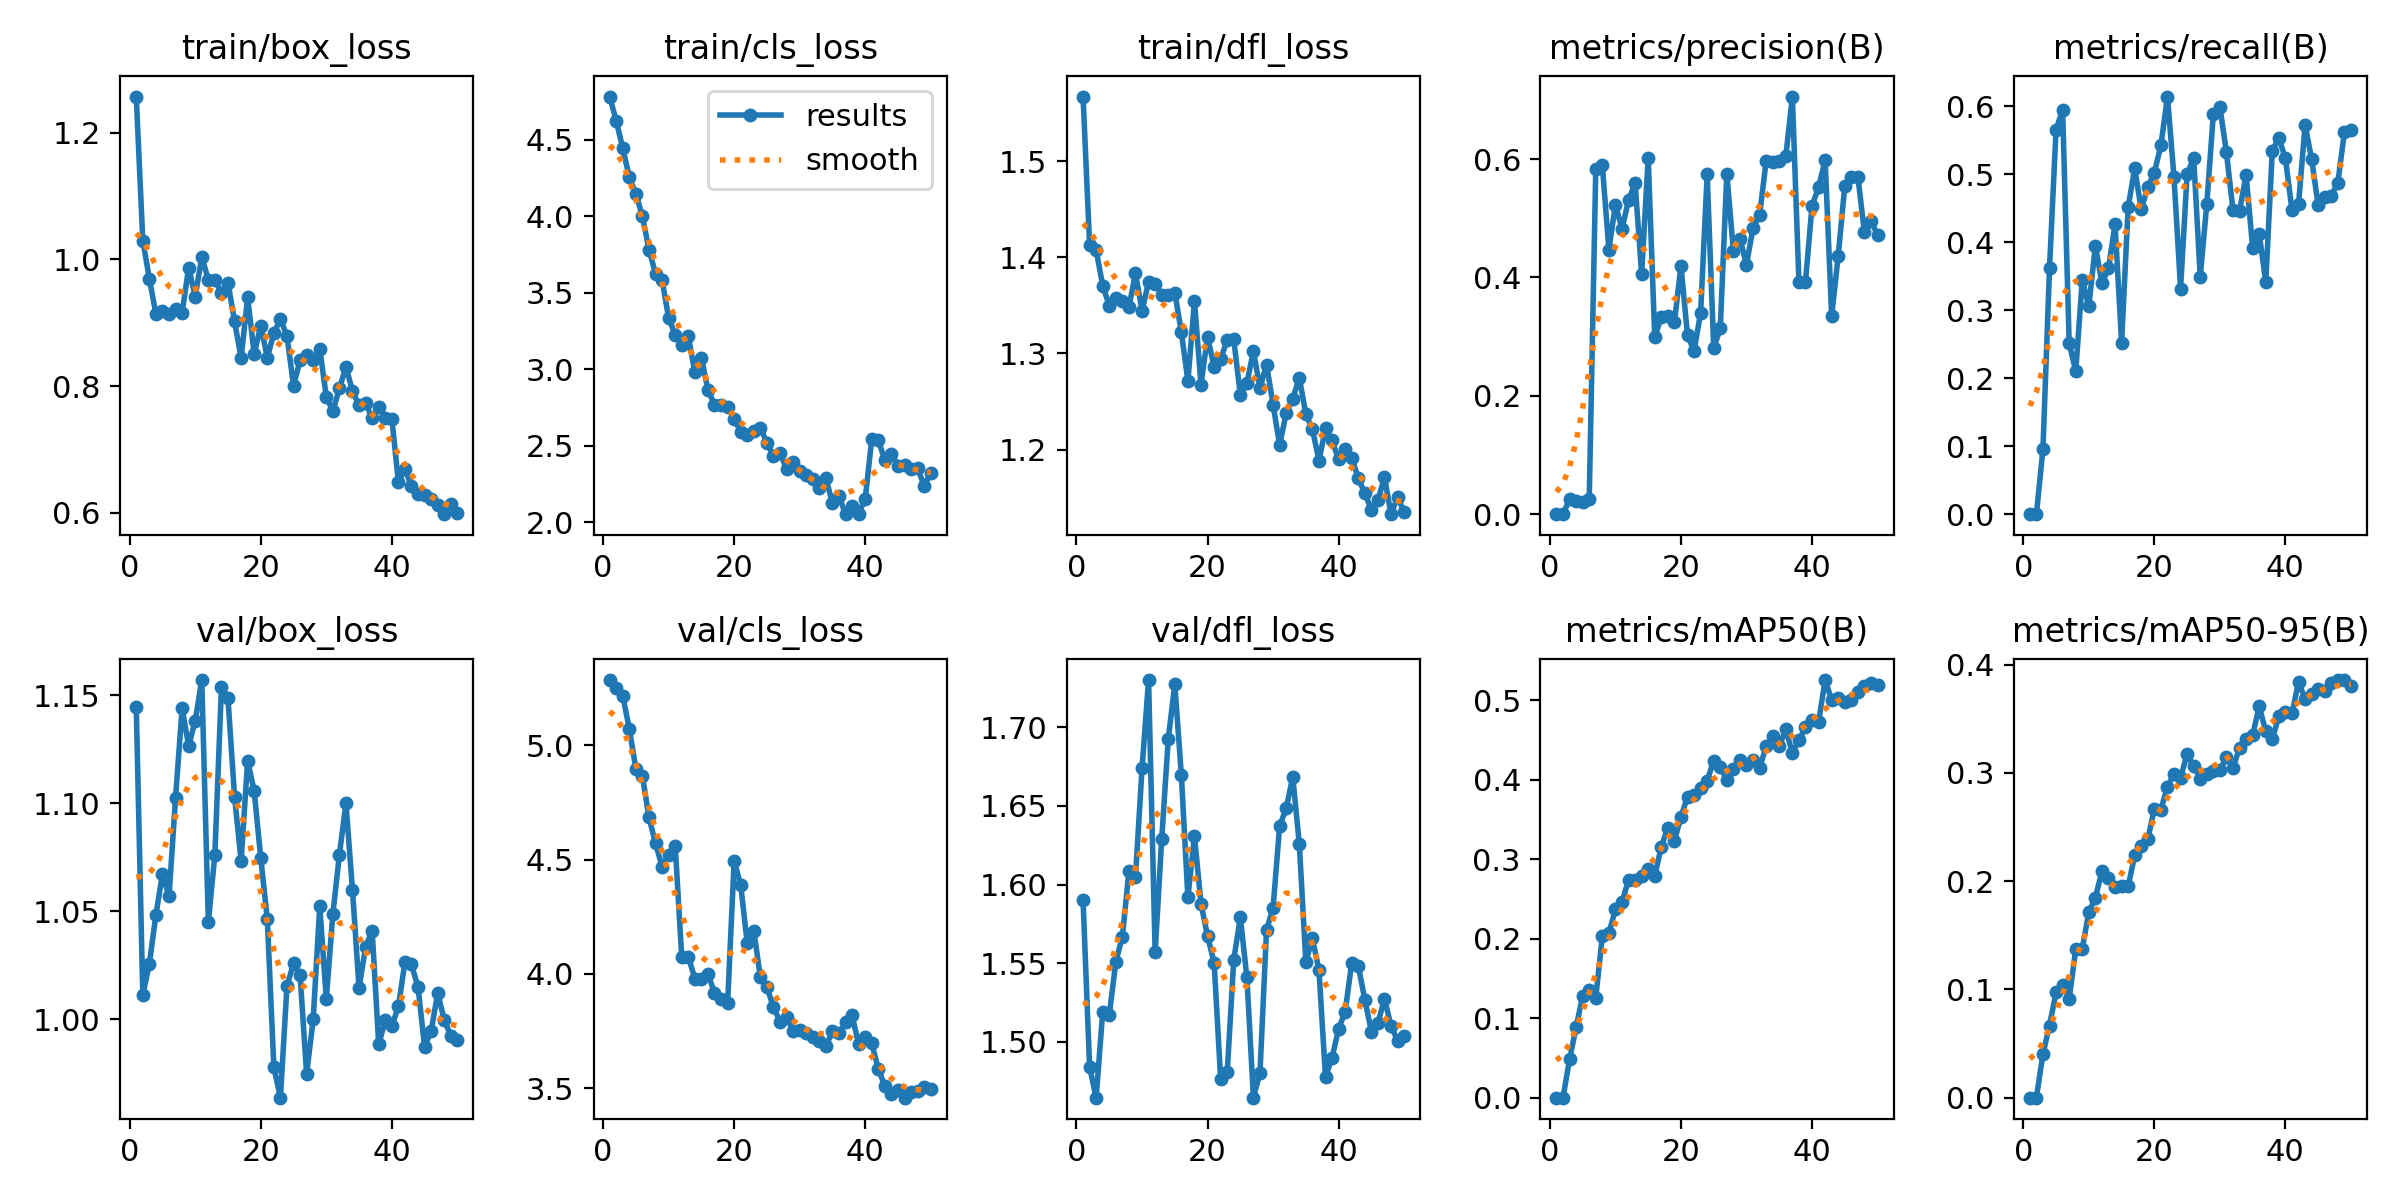 train/box_loss
1.2
1.0
0.8
0.6
0 20 40
train/cls_loss
results
smooth
4.5
4.0
3.5
3.0
2.5
2.0
0 20 40
train/dfl_loss
1.5
1.4
1.3
1.2
0 20 40
metrics/precision(B)
0.6
0.4
0.2
0.0
0 20 40
metrics/recall(B)
0.6
0.5
0.4
0.3
0.2
0.1
0.0
0 20 40
val/box_loss
1.15
1.10
1.05
1.00
0 20 40
val/cls_loss
5.0
4.5
4.0
3.5
0 20 40
val/dfl_loss
1.70
1.65
1.60
1.55
1.50
0 20 40
metrics/mAP50(B)
0.5
0.4
0.3
0.2
0.1
0.0
0 20 40
metrics/mAP50-95(B)
0.4
0.3
0.2
0.1
0.0
0 20 40